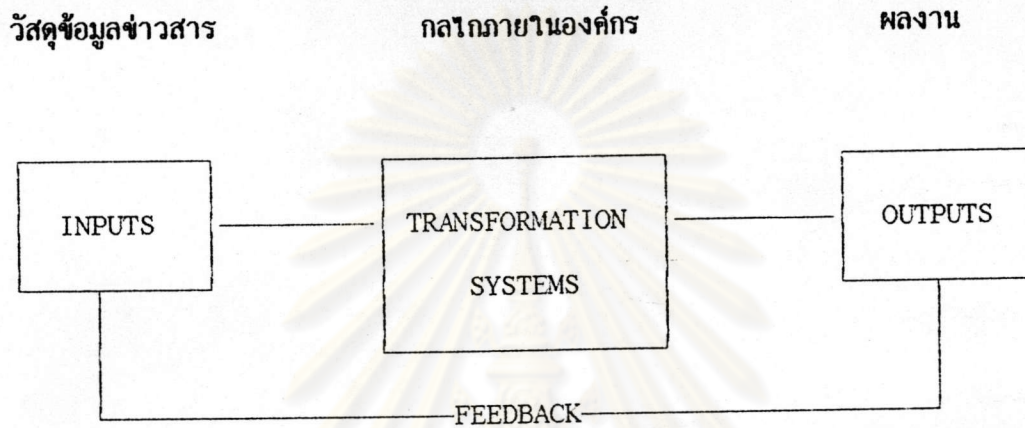 วัสดุข้อมูลข่าวสาร กลไกภายในองค์กร ผลงาน
INPUTS TRANSFORMATION OUTPUTS
SYSTEMS
FEEDBACK